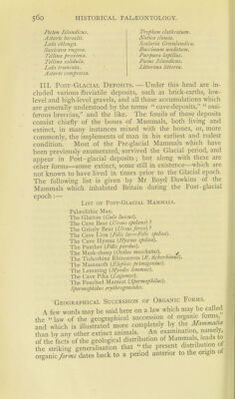 560 HISTORICAL PALÆONTOLOGY.
Pecten Islandicus.
Astarte borealis.
Leda oblonga.
Saxicava rugosa.
Tellina proxima.
Tellina calcarea.
Leda truncata.
Astarte compressa.
Trophon clathratum.
Natica clausa.
Scalaria Grœnlandica.
Buccinum undatum.
Purpura lapillus.
Fusus Islandicus.
Littorina littorea.
III. POST-GLACIAL DEPOSITS. — Under this head are in-
cluded various fluviatile deposits, such as brick-earths, low-
level and high-level gravels, and all those accumulations which
are generally understood by the terms "cave deposits," "ossi-
ferous breccias," and the like. The fossils of these deposits
consist chiefly of the bones of Mammals, both living and
extinct, in many instances mixed with the bones, or, more
commonly, the implements of man in his earliest and rudest
condition. Most of the Pre-glacial Mammals which have
been previously enumerated, survived the Glacial period, and
appear in Post-glacial deposits; but along with these are
other forms—some extinct, some still in existence—which are
not known to have lived in times prior to the Glacial epoch.
The following list is given by Mr Boyd Dawkins of the
Mammals which inhabited Britain during the Post-glacial
epoch:—
LIST OF POST-GLACIAL MAMMALS.
Palæolithic Man.
The Glutton (Gulo luscus).
The Cave Bear (Ursus spelæus)?
The Grizzly Bear (Ursus ferox)?
The Cave Lion (Felis leo—Felis spelæa).
The Cave Hyæna (Hyæna spelæa).
The Panther (Felis pardus).
The Musk-sheep (Ovibos moschatus).
The Tichorhine Rhinoceros
The Mammoth (Elephas primigenius).
The Lemming (Myodes lemmus).
The Cave Pika (Lagomys).
The Pouched Marmot (Spermophilus).
Spermophilus erythrogenoides.
GEOGRAPHICAL SUCCESSION OF ORGANIC FORMS.
A few words may be said here on a law which may be called
the "law of the geographical succession of organic forms,"
and which is illustrated more completely by the Mammalia
than by any other extinct animals. An examination, namely,
of the facts of the geological distribution of Mammals, leads to
the striking generalisation that "the present distribution of
organic forms dates back to a period anterior to the origin of